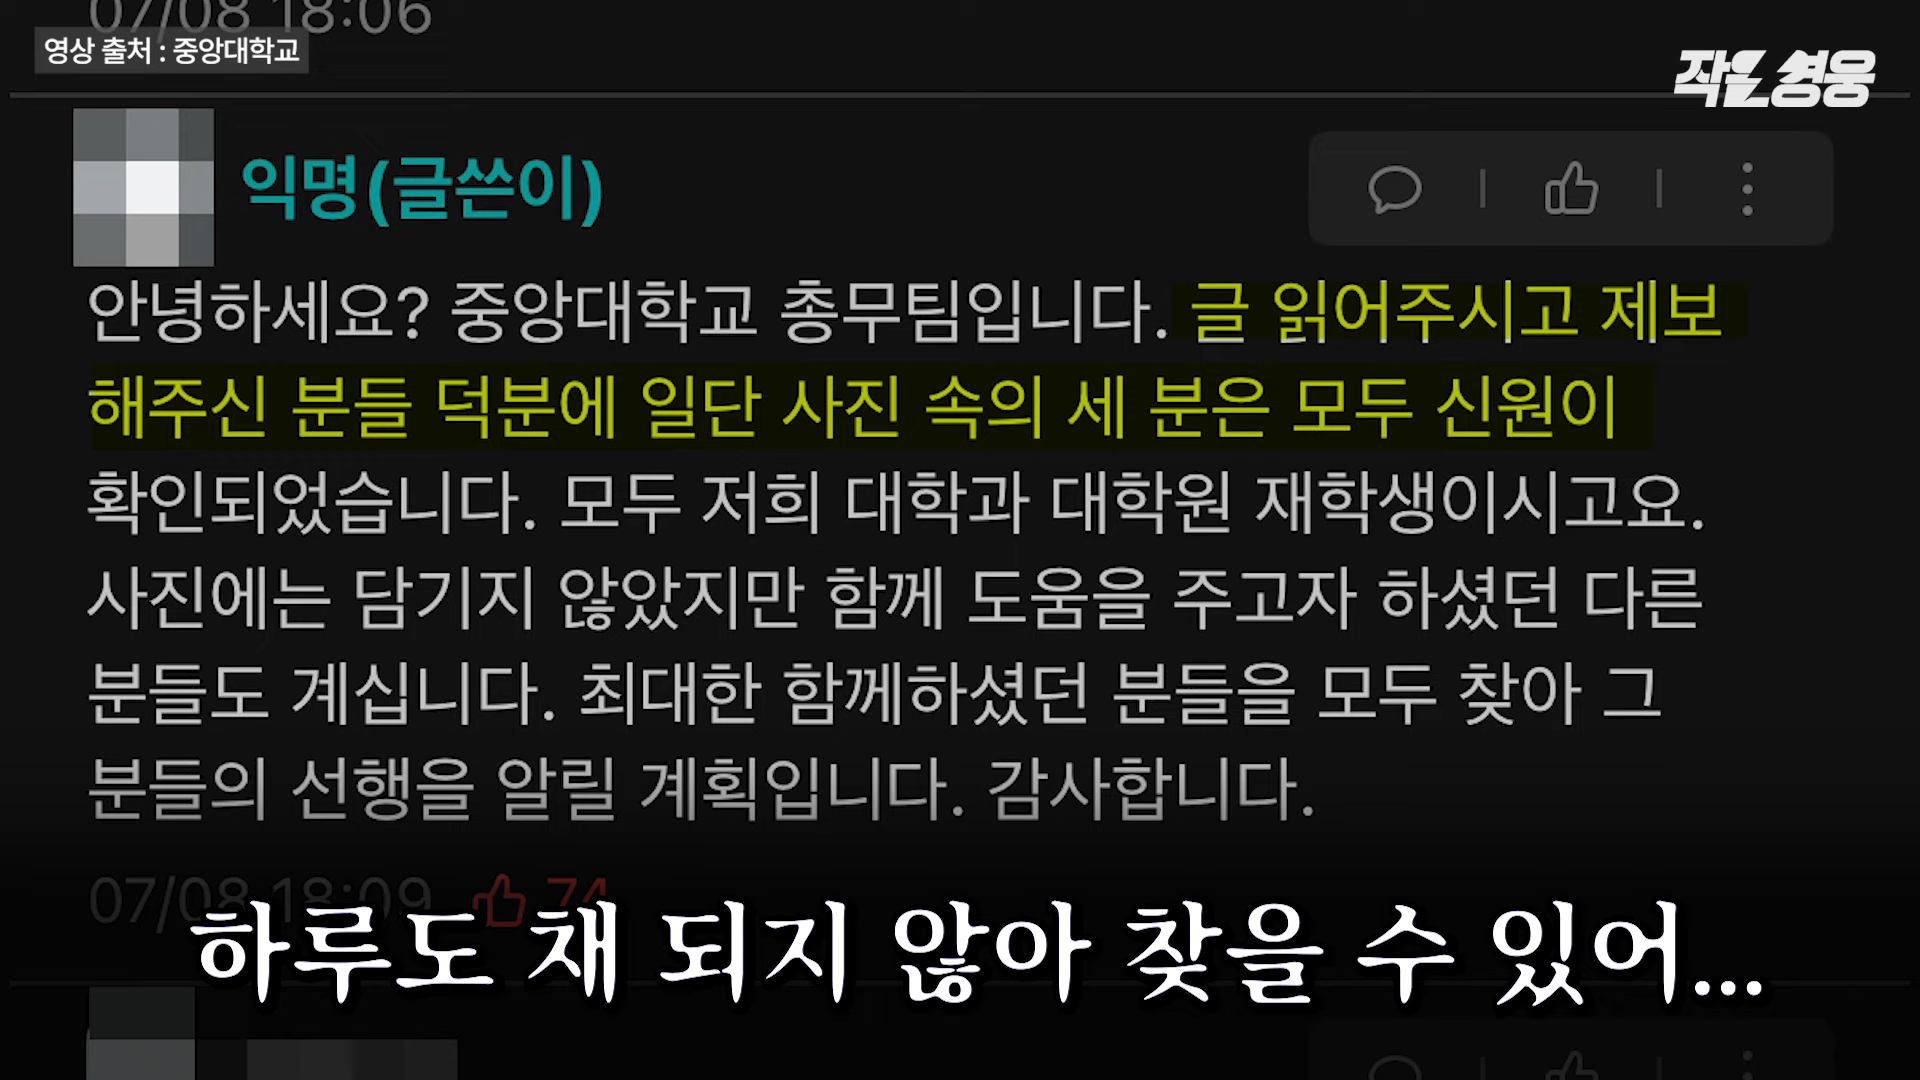 07/08 18:06
영상 출처 : 중앙대학교
작은 영웅
익명(글쓴이)
안녕하세요? 중앙대학교 총무팀입니다. 글 읽어주시고 제보
해주신 분들 덕분에 일단 사진 속의 세 분은 모두 신원이
확인되었습니다. 모두 저희 대학과 대학원 재학생이시고요.
사진에는 담기지 않았지만 함께 도움을 주고자 하셨던 다른
분들도 계십니다. 최대한 함께하셨던 분들을 모두 찾아 그
분들의 선행을 알릴 계획입니다. 감사합니다.
07/08 18:09 74
하루도 채 되지 않아 찾을 수 있어...